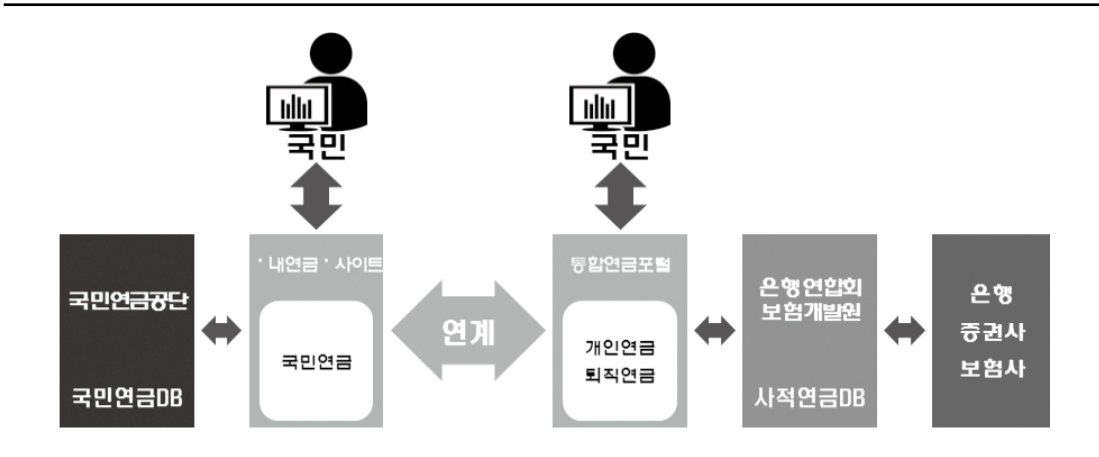 국민
국민
국민연금공단
국민연금DB
'내연금'사이트
국민연금
연계
통합연금포털
개인연금
퇴직연금
은행연합회
보험개발원
사적연금DB
은행
증권사
보험사